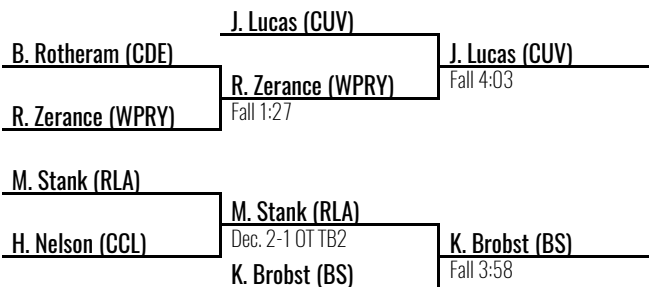 J. Lucas (CUV)
B. Rotheram (CDE)
J. Lucas (CUV)
R. Zerance (WPRY)
Fall 4:03
R. Zerance (WPRY)
Fall 1:27
M. Stank (RLA)
M. Stank (RLA)
H. Nelson (CCL)
Dec. 2-1 OT TB2
K. Brobst (BS)
K. Brobst (BS)
Fall 3:58